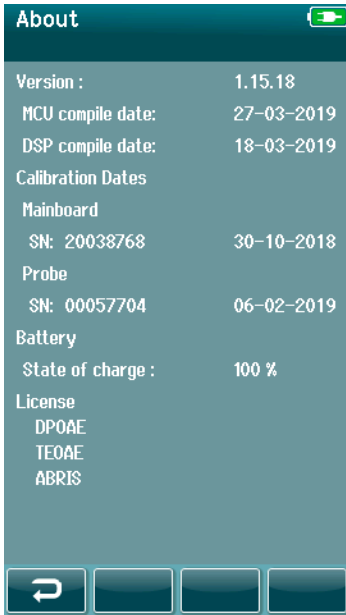 About
Version : 1.15.18
MCU compile date: 27-03-2019
DSP compile date: 18-03-2019
Calibration Dates
Mainboard
SN: 20038768 30-10-2018
Probe
SN: 00057704 06-02-2019
Battery
State of charge : 100 %
License
DPOAE
TEOAE
ABRIS